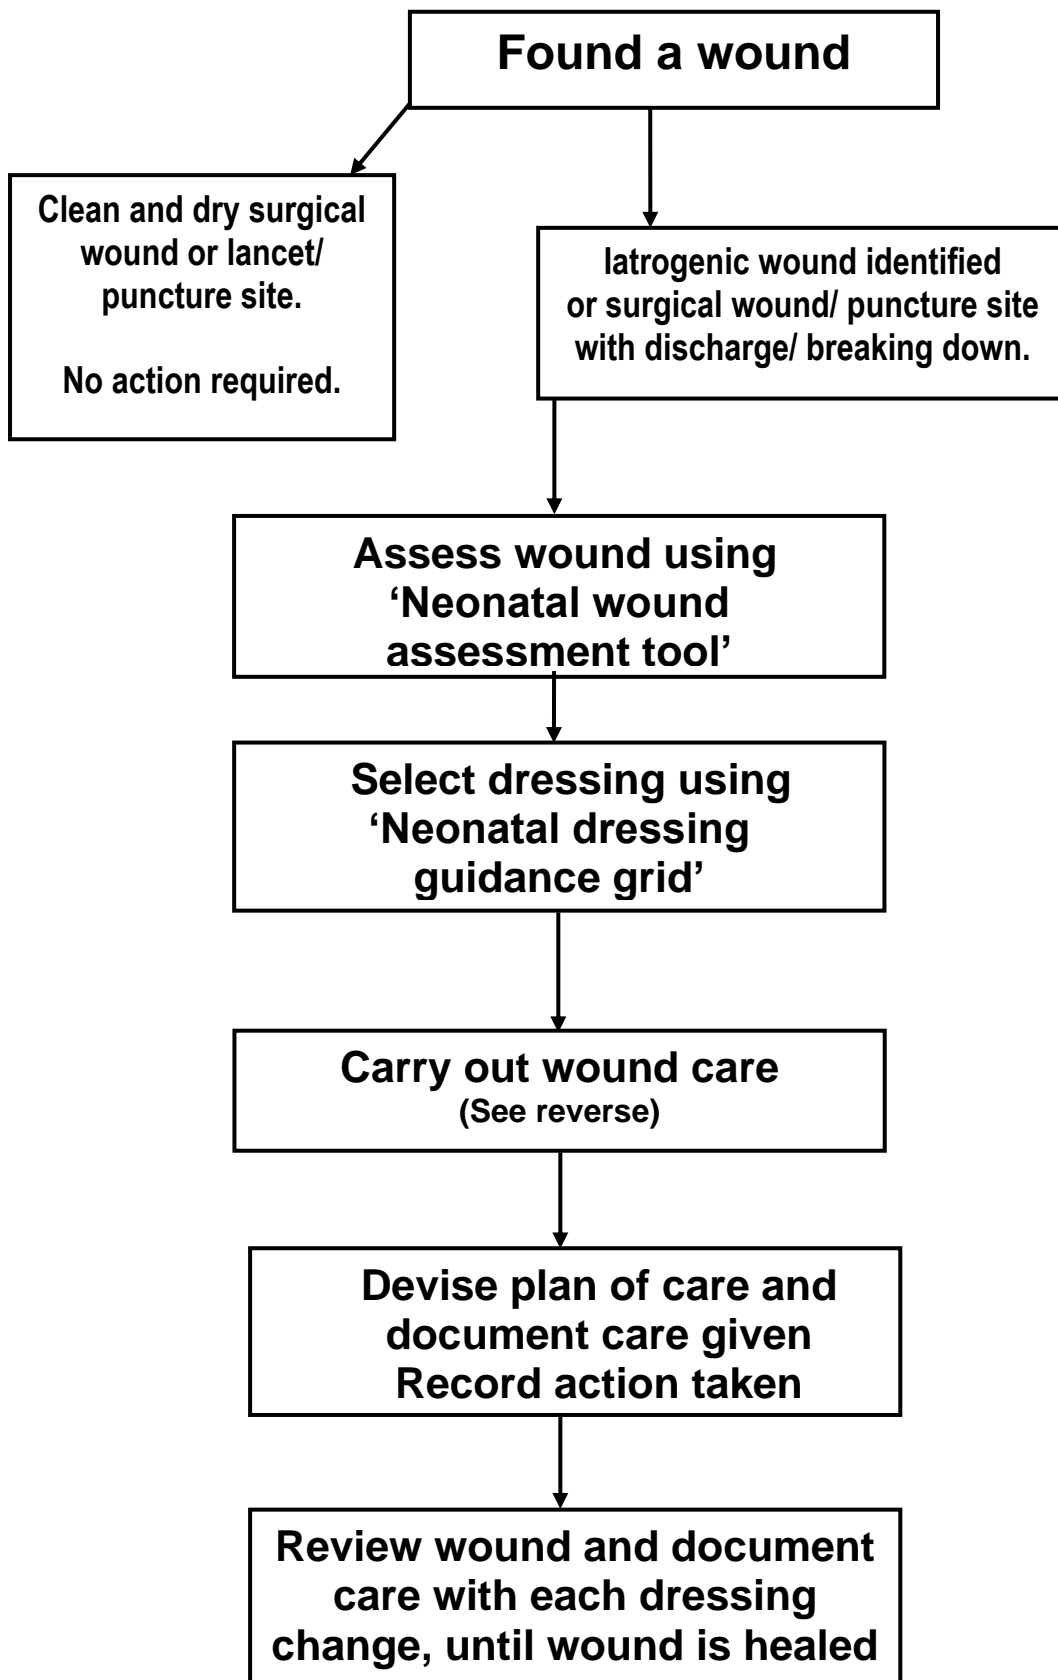 Found a wound
Clean and dry surgical
wound or lancet/
puncture site.
No action required.
Iatrogenic wound identified
or surgical wound/ puncture site
with discharge/ breaking down.
Assess wound using
‘Neonatal wound
assessment tool’
Select dressing using
‘Neonatal dressing
guidance grid’
Carry out wound care
(See reverse)
Devise plan of care and
document care given
Record action taken
Review wound and document
care with each dressing
change, until wound is healed